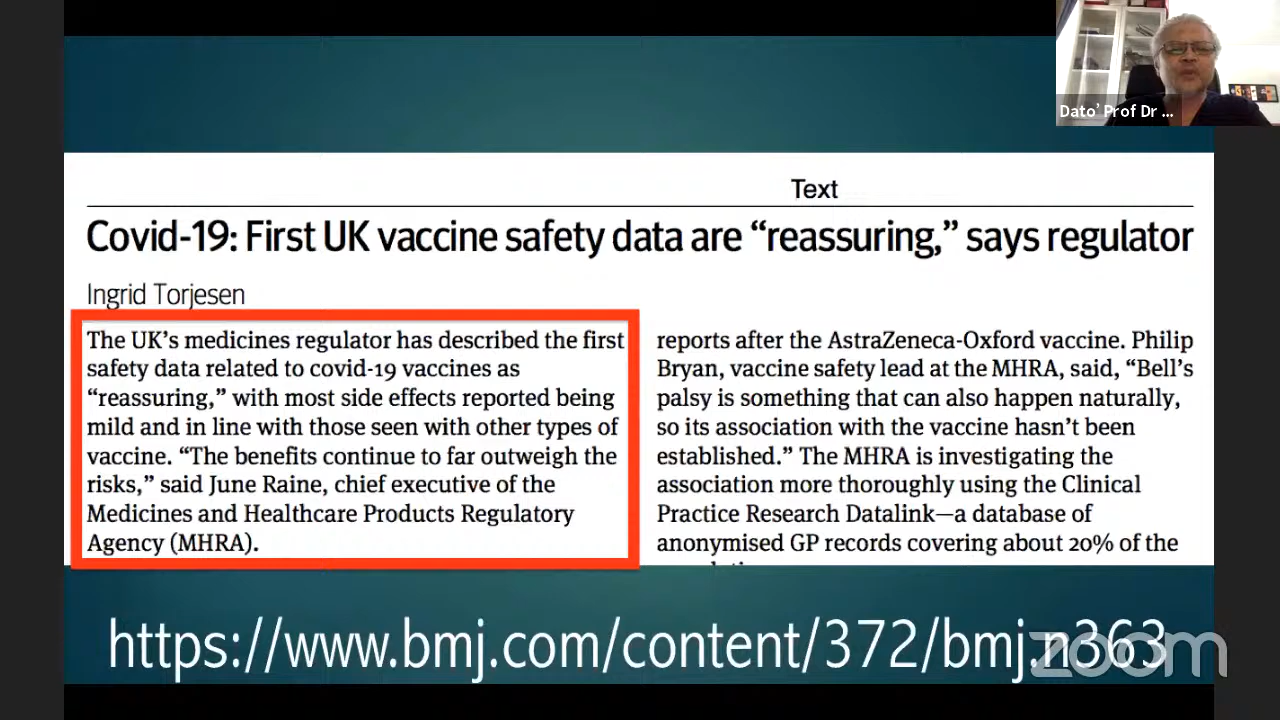 Dato' Prof Dr ...
Text
Covid-19: First UK vaccine safety data are “reassuring,” says regulator
Ingrid Torjesen
The UK’s medicines regulator has described the first
safety data related to covid-19 vaccines as
“reassuring,” with most side effects reported being
mild and in line with those seen with other types of
vaccine. “The benefits continue to far outweigh the
risks,” said June Raine, chief executive of the
Medicines and Healthcare Products Regulatory
Agency (MHRA).
reports after the AstraZeneca-Oxford vaccine. Philip
Bryan, vaccine safety lead at the MHRA, said, “Bell’s
palsy is something that can also happen naturally,
so its association with the vaccine hasn’t been
established.” The MHRA is investigating the
association more thoroughly using the Clinical
Practice Research Datalink—a database of
anonymised GP records covering about 20% of the
https://www.bmj.com/content/372/bmj.n363
zoom